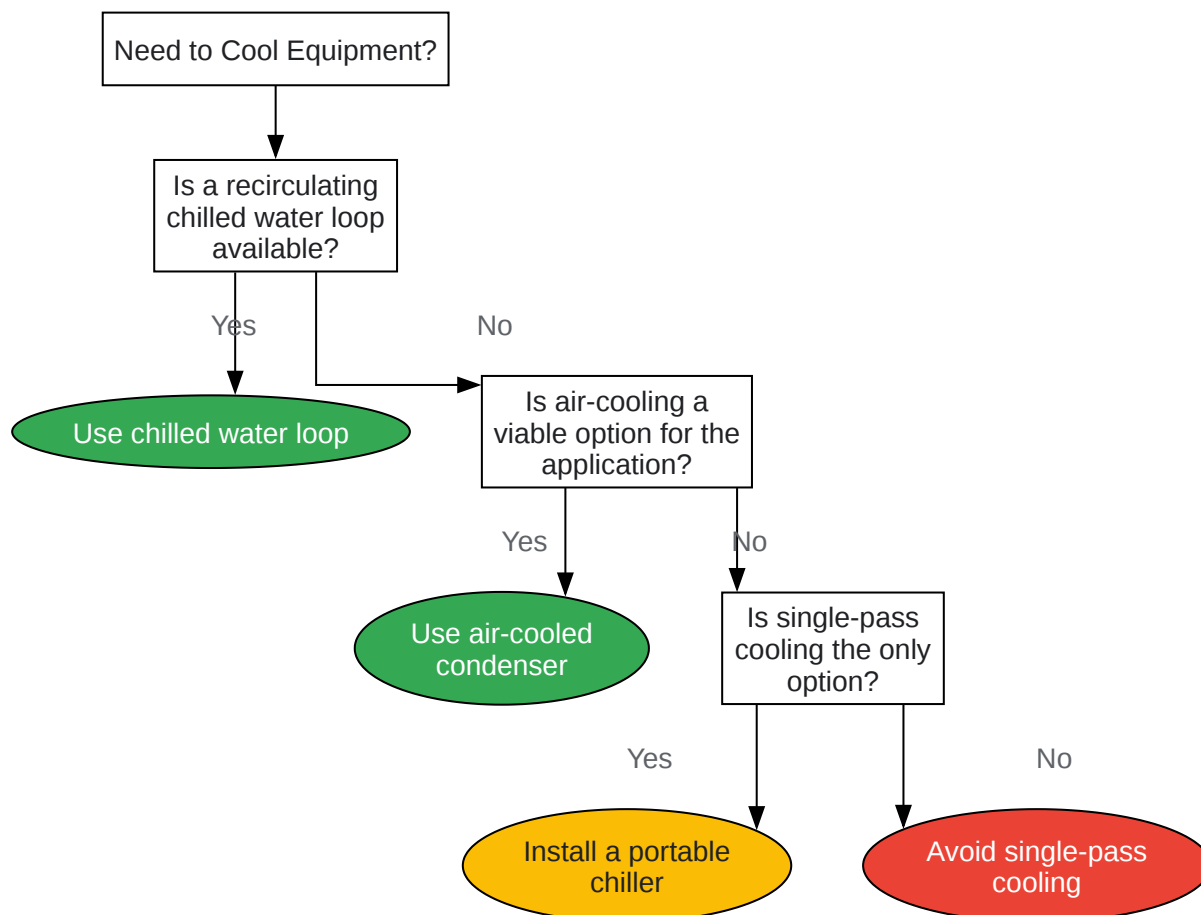 Need to Cool Equipment?
Is a recirculating
chilled water loop
available?
Yes
No
Use chilled water loop
Is air-cooling a
viable option for the
application?
Yes
No
Use air-cooled
condenser
Is single-pass
cooling the only
option?
Yes
No
Install a portable
chiller
Avoid single-pass
cooling